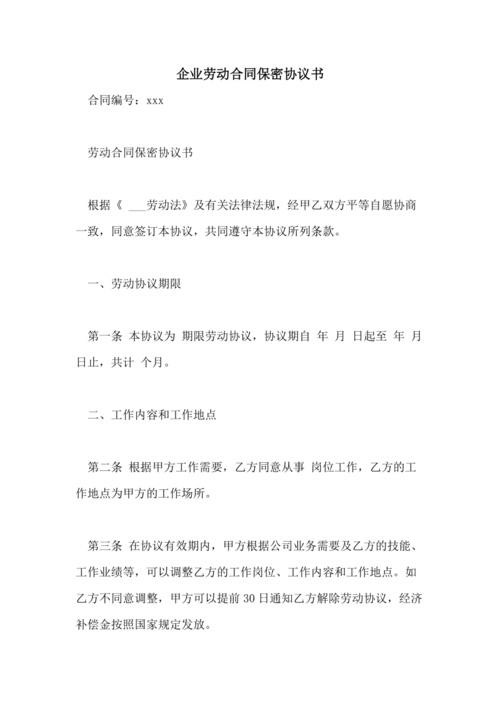 企业劳动合同保密协议书
合同编号：xxx
劳动合同保密协议书
根据《 ___劳动法》及有关法律法规，经甲乙双方平等自愿协商
一致，同意签订本协议，共同遵守本协议所列条款。
一、劳动协议期限
第一条 本协议为 期限劳动协议，协议期自 年 月 日起至 年 月
日止，共计 个月。
二、工作内容和工作地点
第二条 根据甲方工作需要，乙方同意从事 岗位工作，乙方的工
作地点为甲方的工作场所。
第三条 在协议有效期内，甲方根据公司业务需要及乙方的技能、
工作业绩等，可以调整乙方的工作岗位、工作内容和工作地点。如
乙方不同意调整，甲方可以提前30日通知乙方解除劳动协议，经济
补偿金按照国家规定发放。